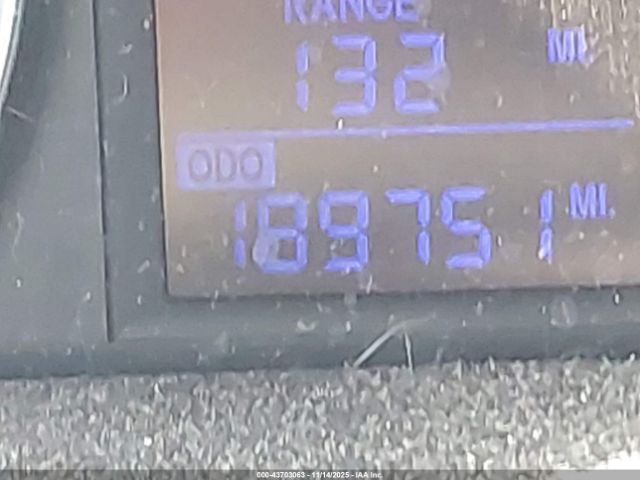 RANGE
132 MI.
ODO
189751 MI.
000-43703063 - 11/14/2025 - IAA Inc.